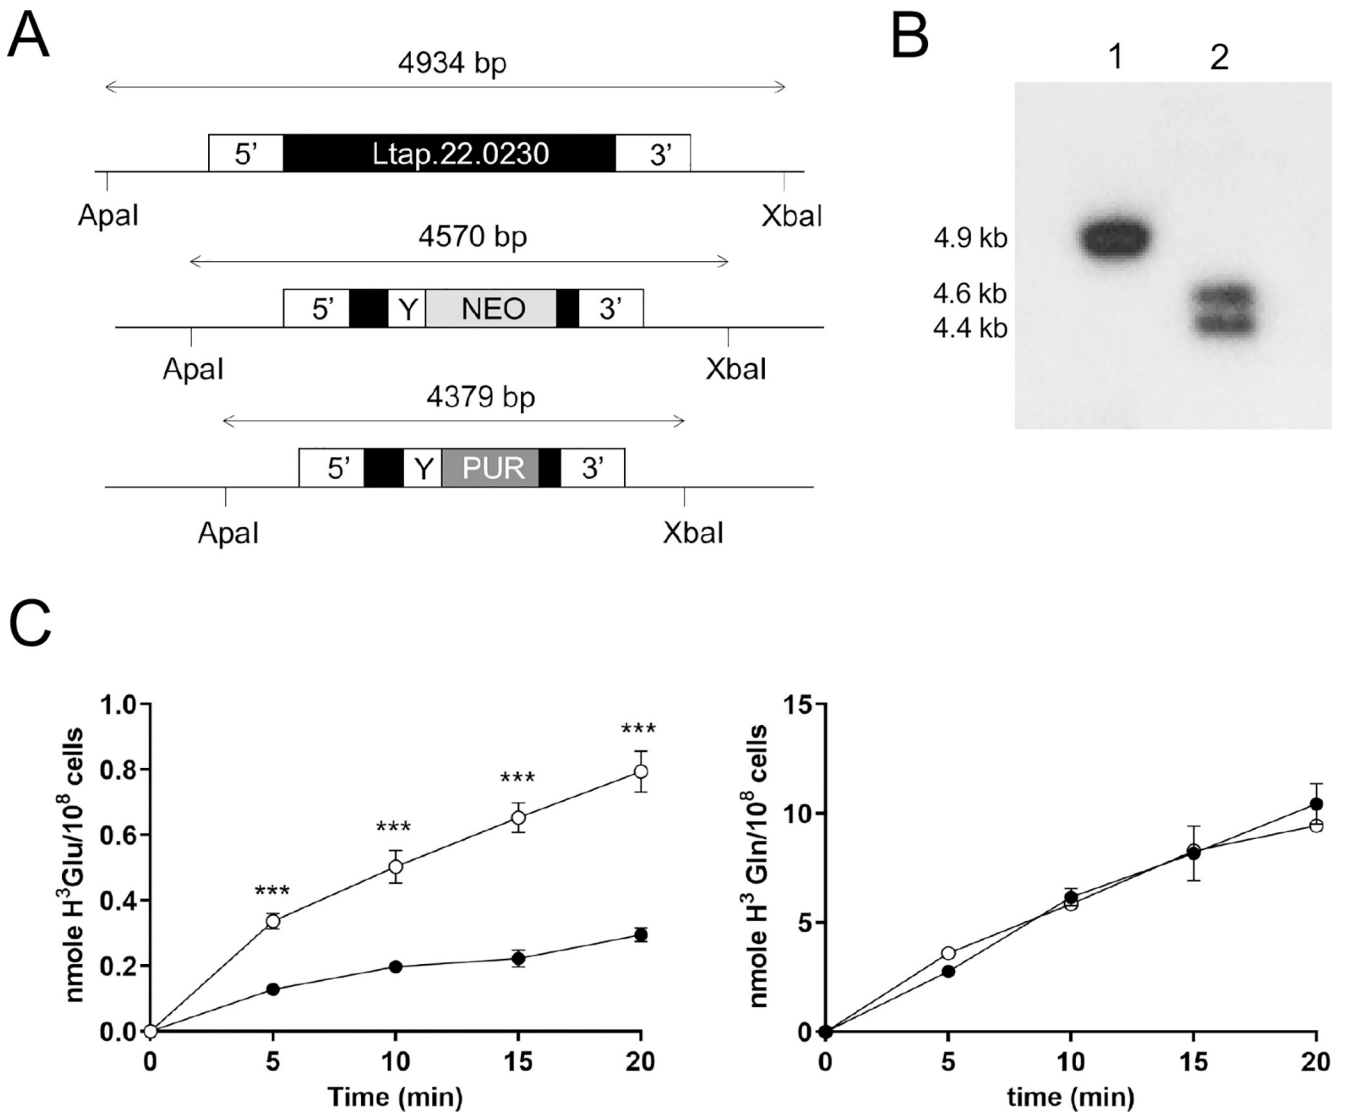 A
4934 bp
5’ Ltap.22.0230 3’
ApaI XbaI
4570 bp
5’ Y NEO 3’
ApaI XbaI
4379 bp
5’ Y PUR 3’
ApaI XbaI
B
1 2
4.9 kb
4.6 kb
4.4 kb
C
nmole H³Glu/10⁸ cells
1.0
0.8
0.6
0.4
0.2
0.0
***
***
***
***
0 5 10 15 20
Time (min)
nmole H³ Gln/10⁸ cells
15
10
5
0
0 5 10 15 20
time (min)